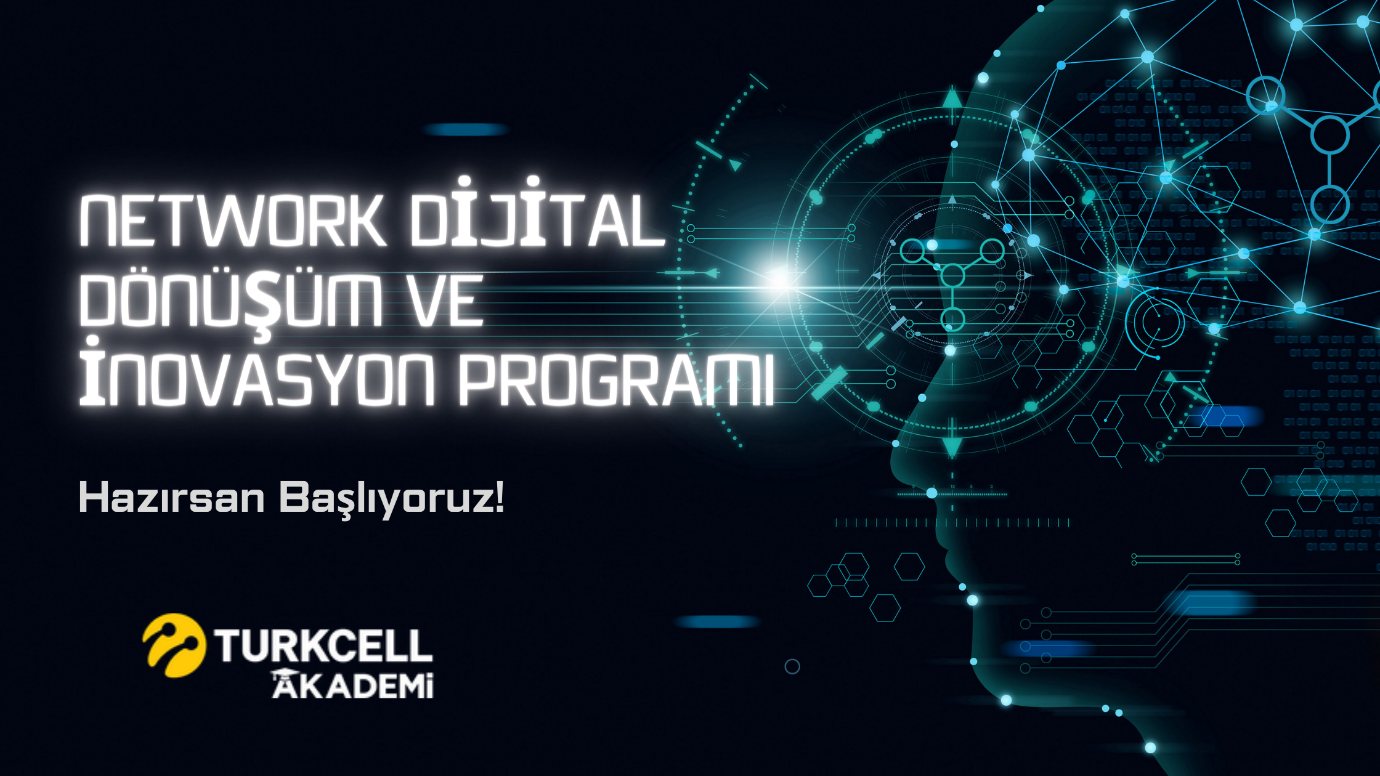 NETWORK DİJİTAL
DÖNÜŞÜM VE
İNOVASYON PROGRAMI
Hazırsan Başlıyoruz!
TURKCELL
AKADEMİ